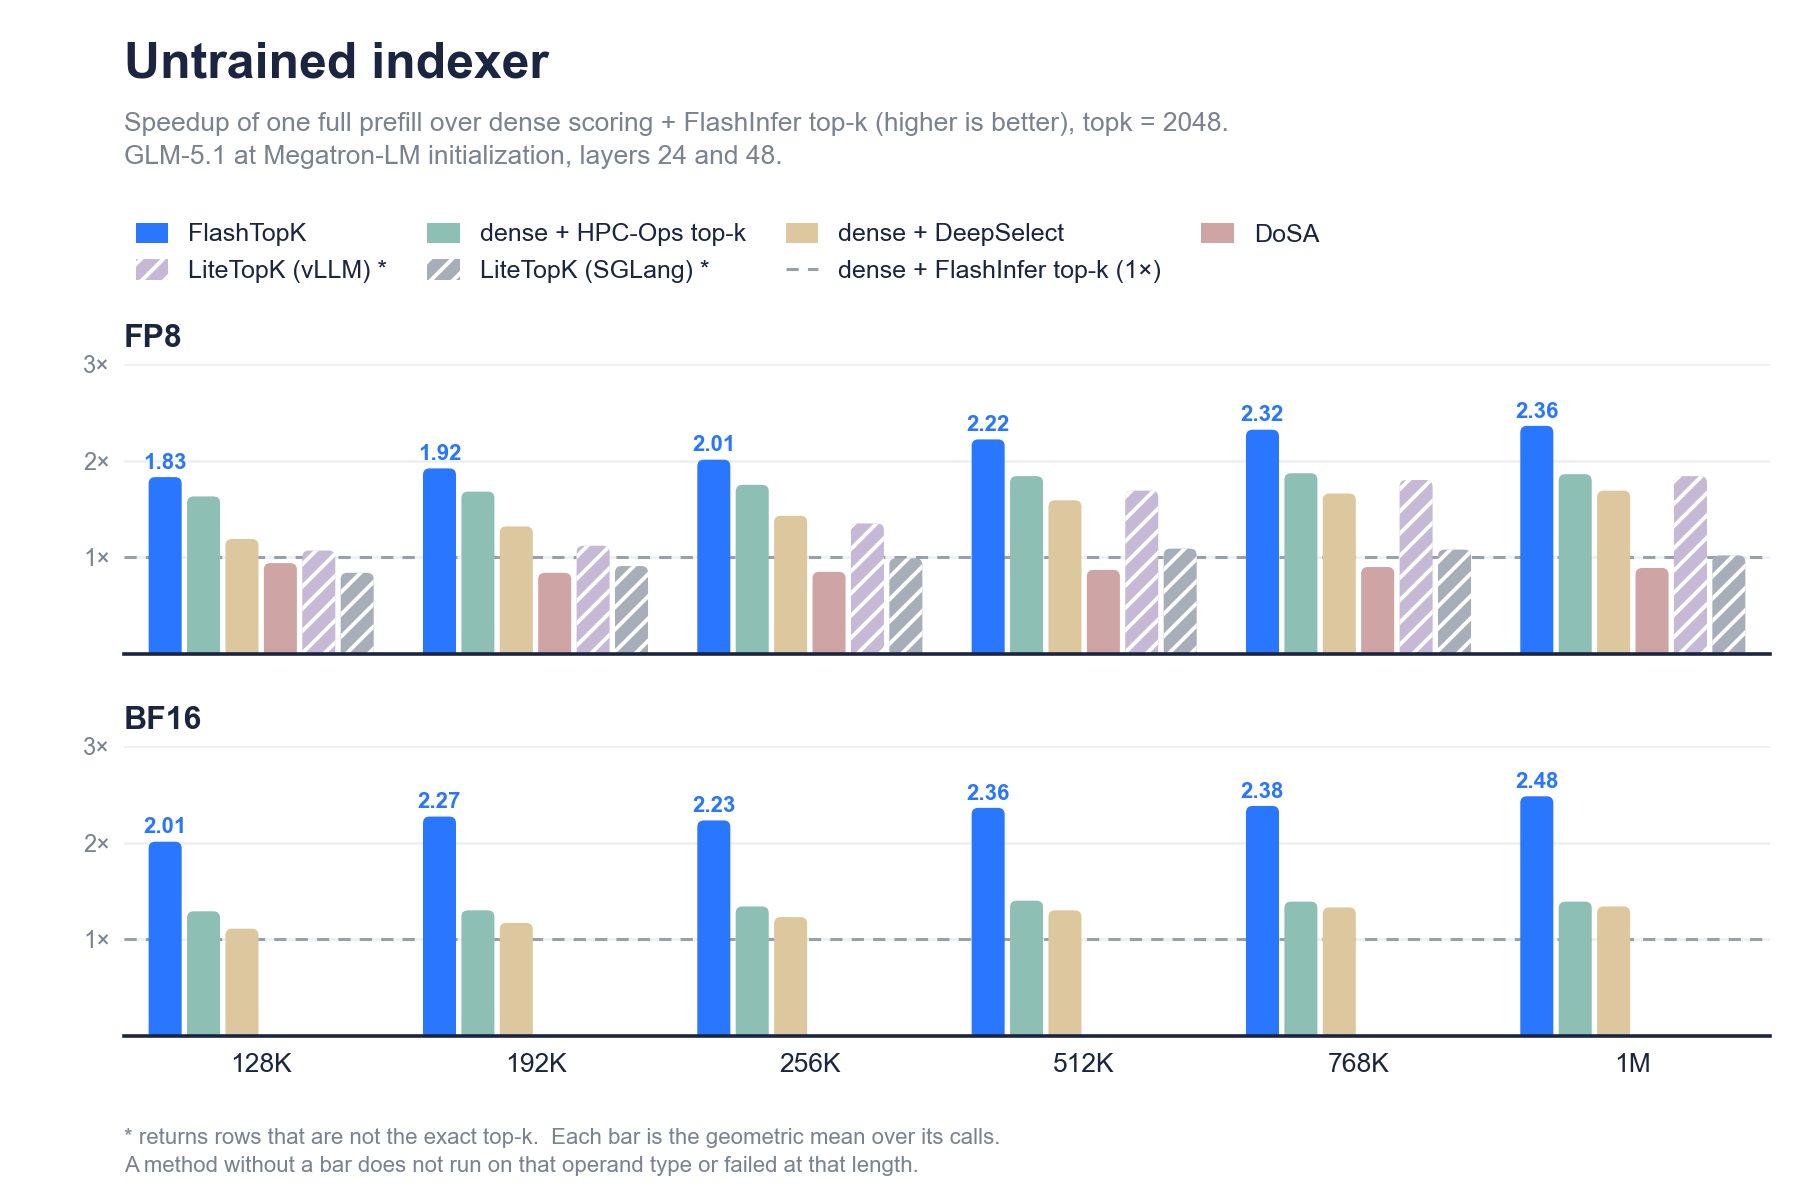 Untrained indexer
Speedup of one full prefill over dense scoring + FlashInfer top-k (higher is better), topk = 2048.
GLM-5.1 at Megatron-LM initialization, layers 24 and 48.
FlashTopK
dense + HPC-Ops top-k
dense + DeepSelect
DoSA
LiteTopK (vLLM) *
LiteTopK (SGLang) *
dense + FlashInfer top-k (1×)
FP8
3×
2×
1×
1.83
1.92
2.01
2.22
2.32
2.36
BF16
3×
2×
1×
2.01
2.27
2.23
2.36
2.38
2.48
128K
192K
256K
512K
768K
1M
* returns rows that are not the exact top-k.  Each bar is the geometric mean over its calls.
A method without a bar does not run on that operand type or failed at that length.